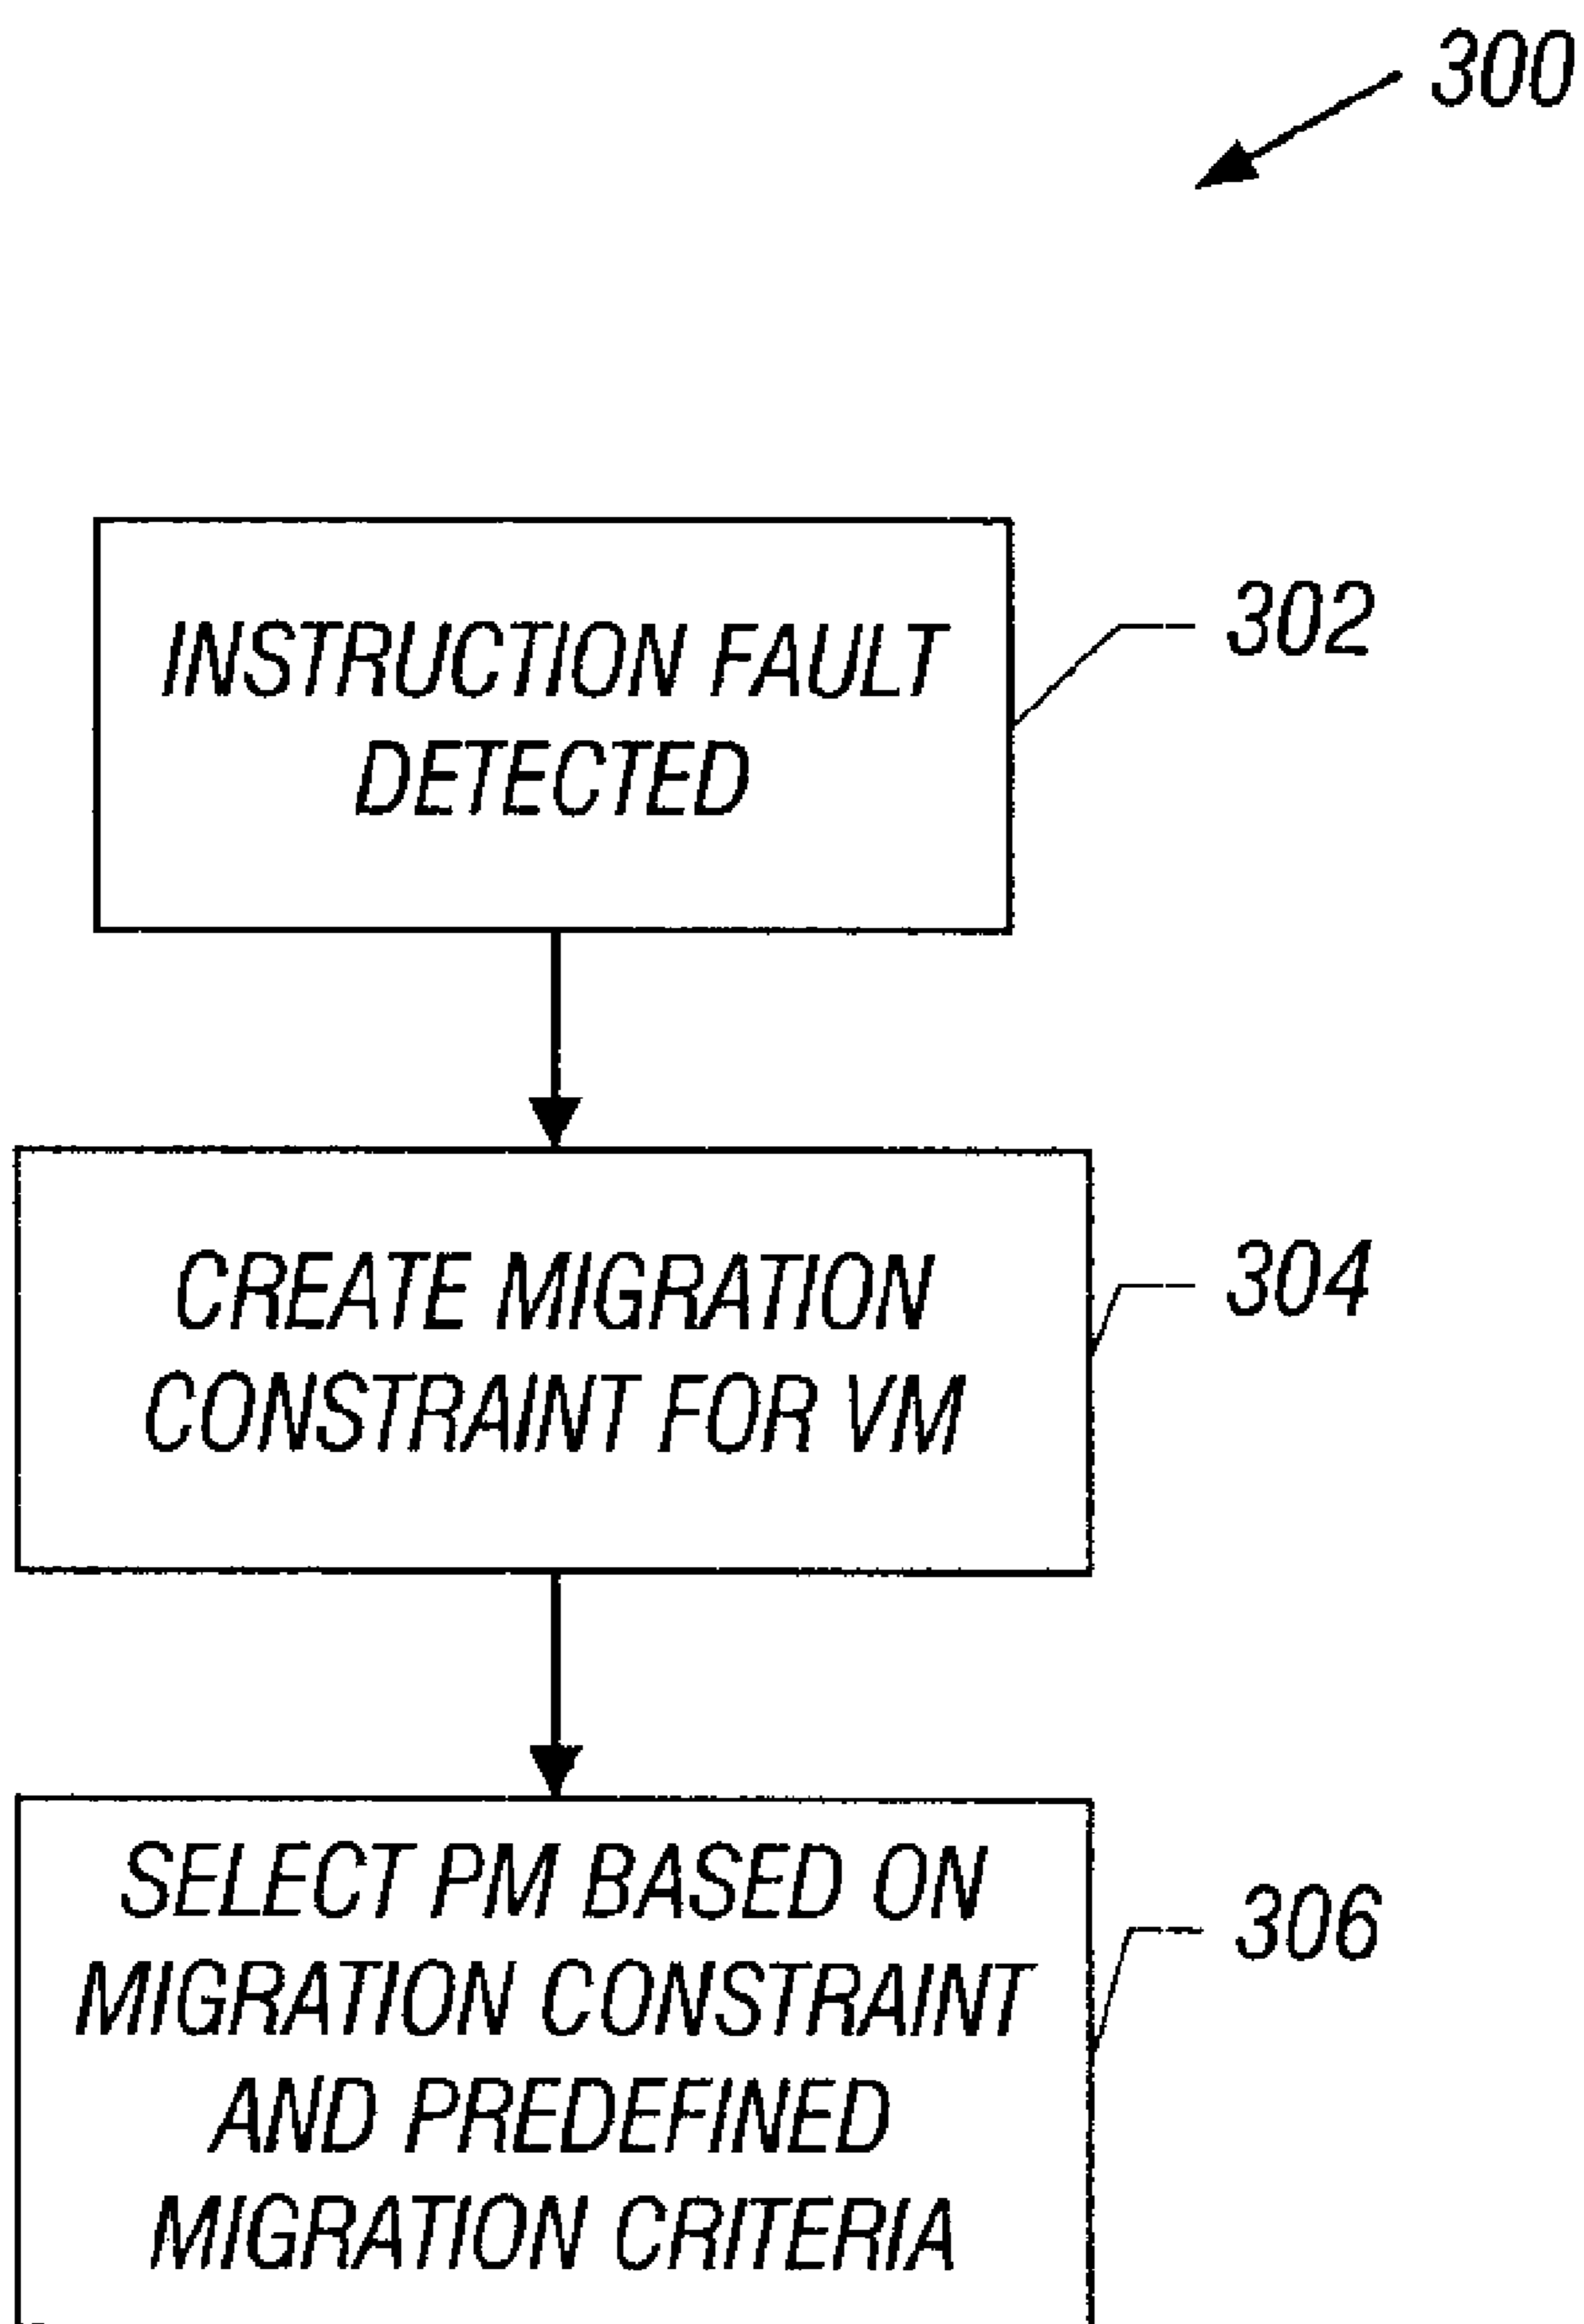 300
INSTRUCTION FAULT
DETECTED
302
CREATE MIGRATION
CONSTRAINT FOR VM
304
SELECT PM BASED ON
MIGRATION CONSTRAINT
AND PREDEFINED
MIGRATION CRITERIA
306